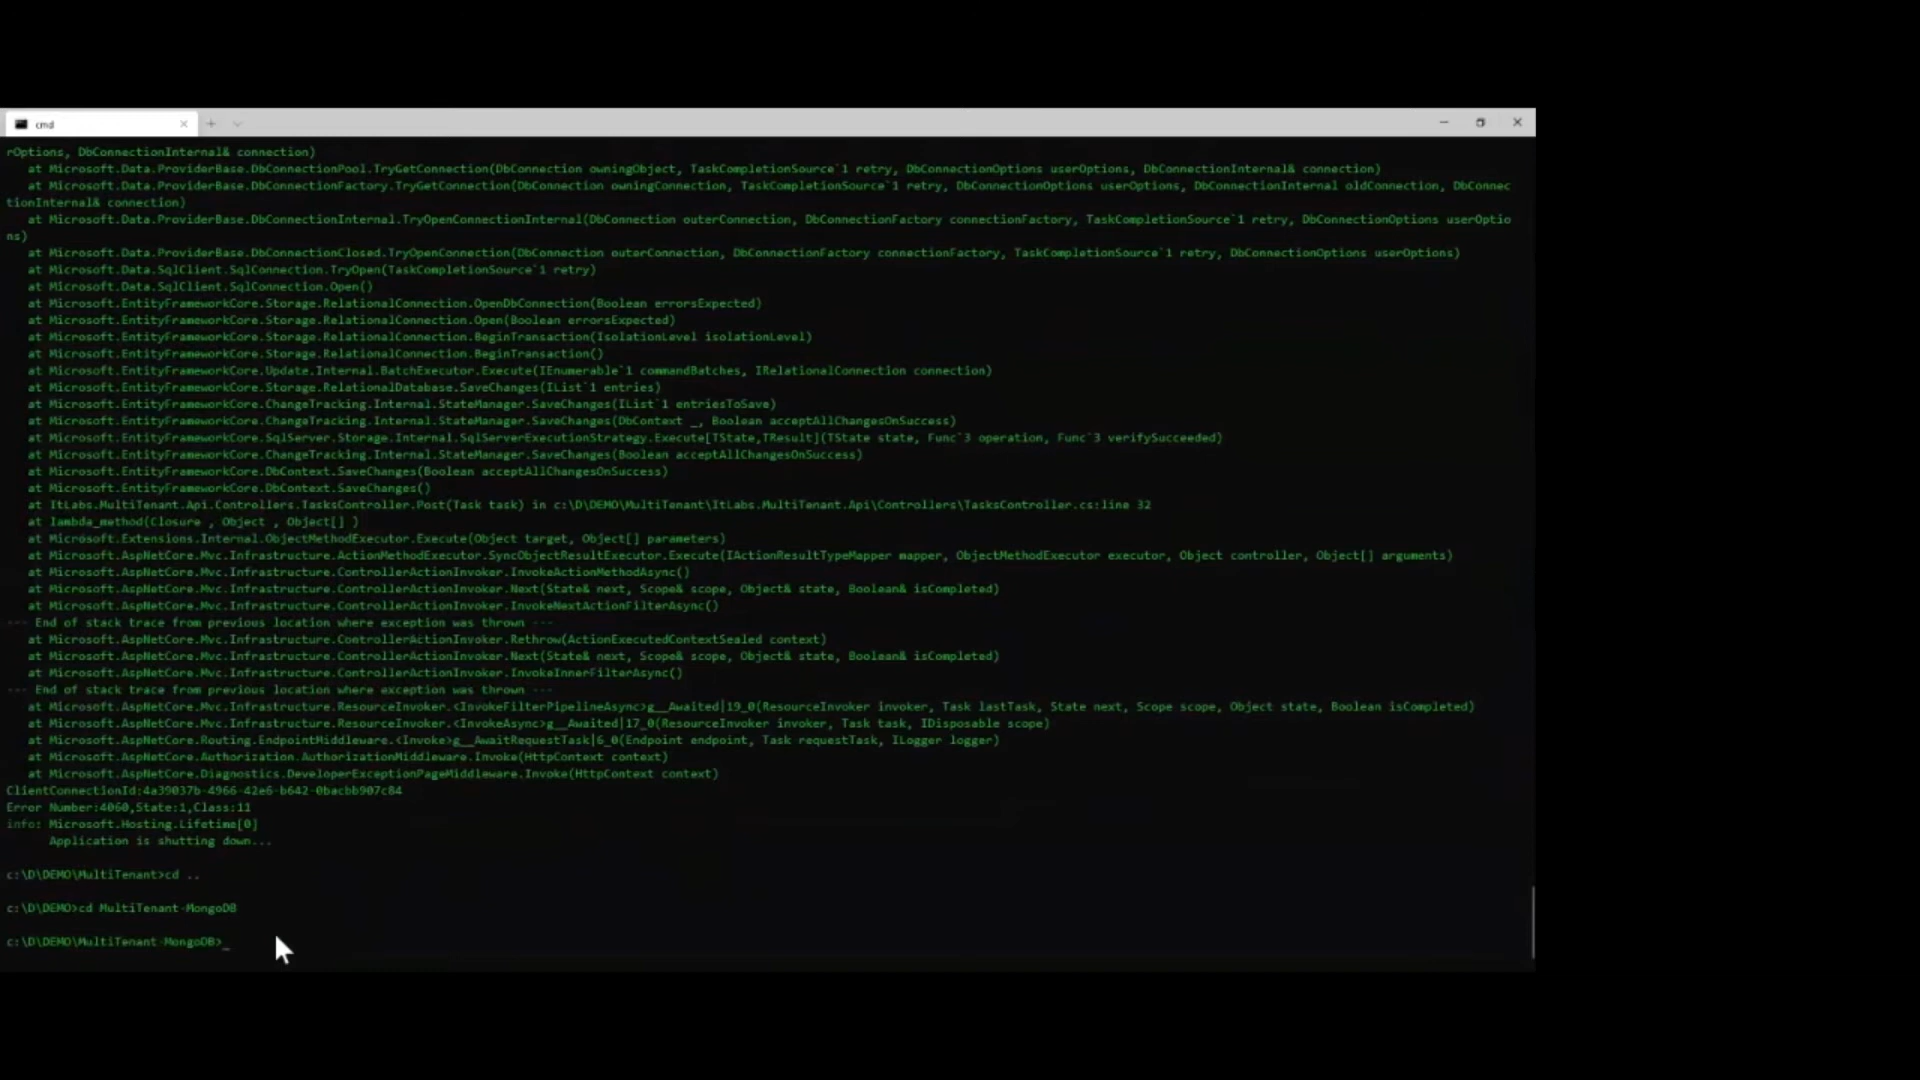 cmd
rOptions, DbConnectionInternal& connection)
at Microsoft.Data.ProviderBase.DbConnectionPool.TryGetConnection(DbConnection owningObject, TaskCompletionSource`1 retry, DbConnectionOptions userOptions, DbConnectionInternal& connection)
at Microsoft.Data.ProviderBase.DbConnectionFactory.TryGetConnection(DbConnection owningConnection, TaskCompletionSource`1 retry, DbConnectionOptions userOptions, DbConnectionInternal oldConnection, DbConnec
tionInternal& connection)
at Microsoft.Data.ProviderBase.DbConnectionInternal.TryOpenConnectionInternal(DbConnection outerConnection, DbConnectionFactory connectionFactory, TaskCompletionSource`1 retry, DbConnectionOptions userOptio
ns)
at Microsoft.Data.ProviderBase.DbConnectionClosed.TryOpenConnection(DbConnection outerConnection, DbConnectionFactory connectionFactory, TaskCompletionSource`1 retry, DbConnectionOptions userOptions)
at Microsoft.Data.SqlClient.SqlConnection.TryOpen(TaskCompletionSource`1 retry)
at Microsoft.Data.SqlClient.SqlConnection.Open()
at Microsoft.EntityFrameworkCore.Storage.RelationalConnection.OpenDbConnection(Boolean errorsExpected)
at Microsoft.EntityFrameworkCore.Storage.RelationalConnection.Open(Boolean errorsExpected)
at Microsoft.EntityFrameworkCore.Storage.RelationalConnection.BeginTransaction(IsolationLevel isolationLevel)
at Microsoft.EntityFrameworkCore.Storage.RelationalConnection.BeginTransaction()
at Microsoft.EntityFrameworkCore.Update.Internal.BatchExecutor.Execute(IEnumerable`1 commandBatches, IRelationalConnection connection)
at Microsoft.EntityFrameworkCore.Storage.RelationalDatabase.SaveChanges(IList`1 entries)
at Microsoft.EntityFrameworkCore.ChangeTracking.Internal.StateManager.SaveChanges(IList`1 entriesToSave)
at Microsoft.EntityFrameworkCore.ChangeTracking.Internal.StateManager.SaveChanges(DbContext _, Boolean acceptAllChangesOnSuccess)
at Microsoft.EntityFrameworkCore.SqlServer.Storage.Internal.SqlServerExecutionStrategy.Execute[TState,TResult](TState state, Func`3 operation, Func`3 verifySucceeded)
at Microsoft.EntityFrameworkCore.ChangeTracking.Internal.StateManager.SaveChanges(Boolean acceptAllChangesOnSuccess)
at Microsoft.EntityFrameworkCore.DbContext.SaveChanges(Boolean acceptAllChangesOnSuccess)
at Microsoft.EntityFrameworkCore.DbContext.SaveChanges()
at ItLabs.MultiTenant.Api.Controllers.TasksController.Post(Task task) in c:\D\DEMO\MultiTenant\ItLabs.MultiTenant.Api\Controllers\TasksController.cs:line 32
at lambda_method(Closure , Object , Object[] )
at Microsoft.Extensions.Internal.ObjectMethodExecutor.Execute(Object target, Object[] parameters)
at Microsoft.AspNetCore.Mvc.Infrastructure.ActionMethodExecutor.SyncObjectResultExecutor.Execute(IActionResultTypeMapper mapper, ObjectMethodExecutor executor, Object controller, Object[] arguments)
at Microsoft.AspNetCore.Mvc.Infrastructure.ControllerActionInvoker.InvokeActionMethodAsync()
at Microsoft.AspNetCore.Mvc.Infrastructure.ControllerActionInvoker.Next(State& next, Scope& scope, Object& state, Boolean& isCompleted)
at Microsoft.AspNetCore.Mvc.Infrastructure.ControllerActionInvoker.InvokeNextActionFilterAsync()
--- End of stack trace from previous location where exception was thrown ---
at Microsoft.AspNetCore.Mvc.Infrastructure.ControllerActionInvoker.Rethrow(ActionExecutedContextSealed context)
at Microsoft.AspNetCore.Mvc.Infrastructure.ControllerActionInvoker.Next(State& next, Scope& scope, Object& state, Boolean& isCompleted)
at Microsoft.AspNetCore.Mvc.Infrastructure.ControllerActionInvoker.InvokeInnerFilterAsync()
--- End of stack trace from previous location where exception was thrown ---
at Microsoft.AspNetCore.Mvc.Infrastructure.ResourceInvoker.<InvokeFilterPipelineAsync>g__Awaited|19_0(ResourceInvoker invoker, Task lastTask, State next, Scope scope, Object state, Boolean isCompleted)
at Microsoft.AspNetCore.Mvc.Infrastructure.ResourceInvoker.<InvokeAsync>g__Awaited|17_0(ResourceInvoker invoker, Task task, IDisposable scope)
at Microsoft.AspNetCore.Routing.EndpointMiddleware.<Invoke>g__AwaitRequestTask|6_0(Endpoint endpoint, Task requestTask, ILogger logger)
at Microsoft.AspNetCore.Authorization.AuthorizationMiddleware.Invoke(HttpContext context)
at Microsoft.AspNetCore.Diagnostics.DeveloperExceptionPageMiddleware.Invoke(HttpContext context)
ClientConnectionId:4a39037b-4966-42e6-b642-0bacbb907c84
Error Number:4060,State:1,Class:11
info: Microsoft.Hosting.Lifetime[0]
Application is shutting down...
c:\D\DEMO\MultiTenant>cd ..
c:\D\DEMO>cd MultiTenant-MongoDB
c:\D\DEMO\MultiTenant-MongoDB>_